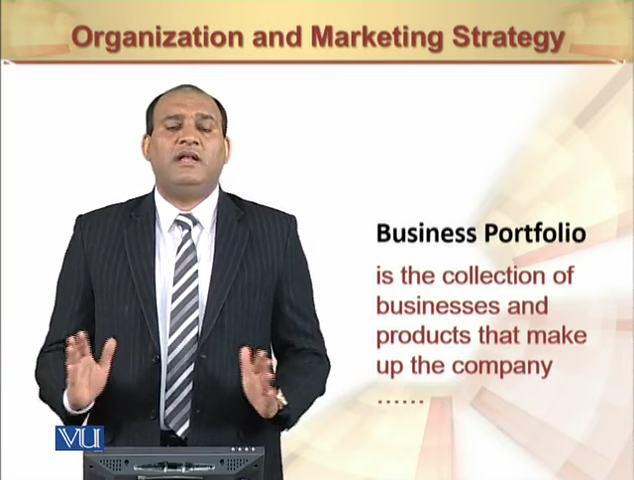 Organization and Marketing Strategy
Business Portfolio
is the collection of
businesses and
products that make
up the company
......
VU